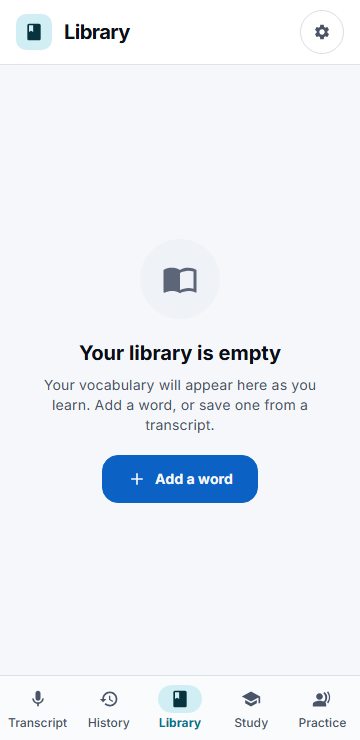 Library
Your library is empty
Your vocabulary will appear here as you
learn. Add a word, or save one from a
transcript.
Add a word
Transcript
History
Library
Study
Practice